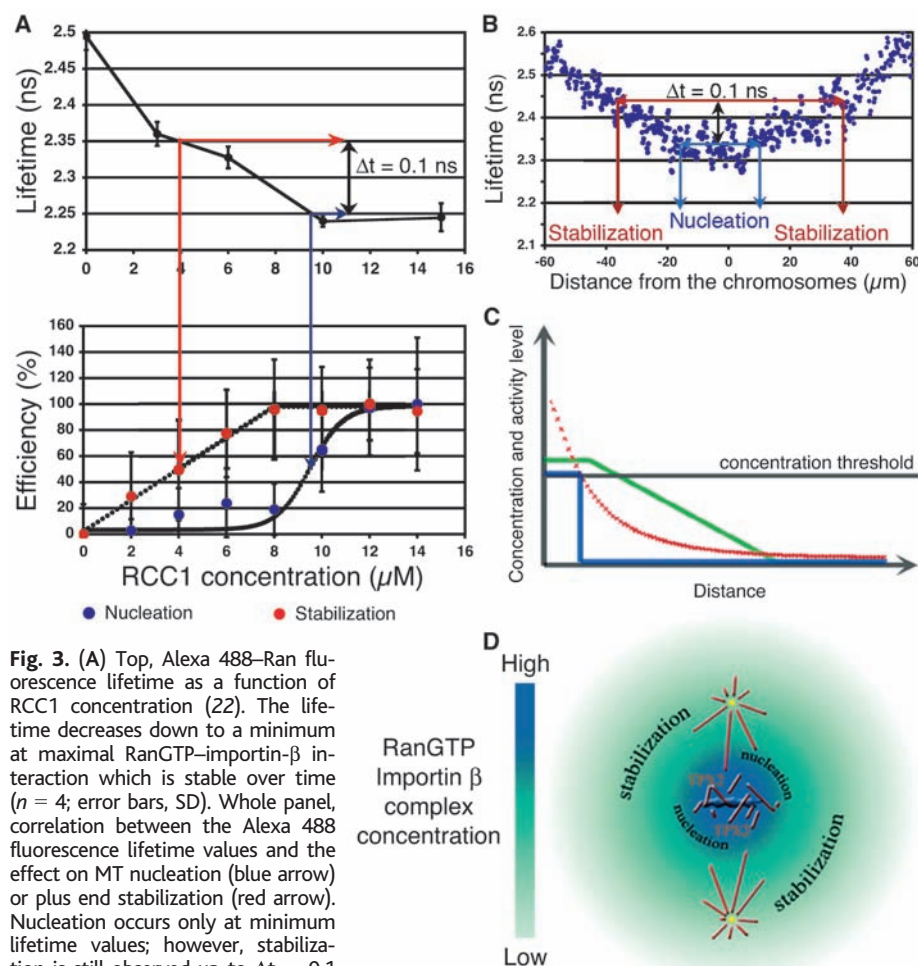 A
2.5
2.45
2.4
2.35
2.3
2.25
2.2
Lifetime (ns)
Δt = 0.1 ns
0 2 4 6 8 10 12 14 16
160
140
120
100
80
60
40
20
0
Efficiency (%)
0 2 4 6 8 10 12 14 16
RCC1 concentration (µM)
Nucleation
Stabilization
B
2.6
2.5
2.4
2.3
2.2
2.1
Lifetime (ns)
Δt = 0.1 ns
Nucleation
Stabilization
Stabilization
-60 -40 -20 0 20 40 60
Distance from the chromosomes (µm)
C
Concentration and activity level
concentration threshold
Distance
Fig. 3. (A) Top, Alexa 488–Ran flu-
orescence lifetime as a function of
RCC1 concentration (22). The life-
time decreases down to a minimum
at maximal RanGTP–importin-β in-
teraction which is stable over time
(n = 4; error bars, SD). Whole panel,
correlation between the Alexa 488
fluorescence lifetime values and the
effect on MT nucleation (blue arrow)
or plus end stabilization (red arrow).
Nucleation occurs only at minimum
lifetime values; however, stabiliza-
D
High
RanGTP
Importin β
complex
concentration
Low
stabilization
nucleation
TPX2
TPX2
nucleation
stabilization